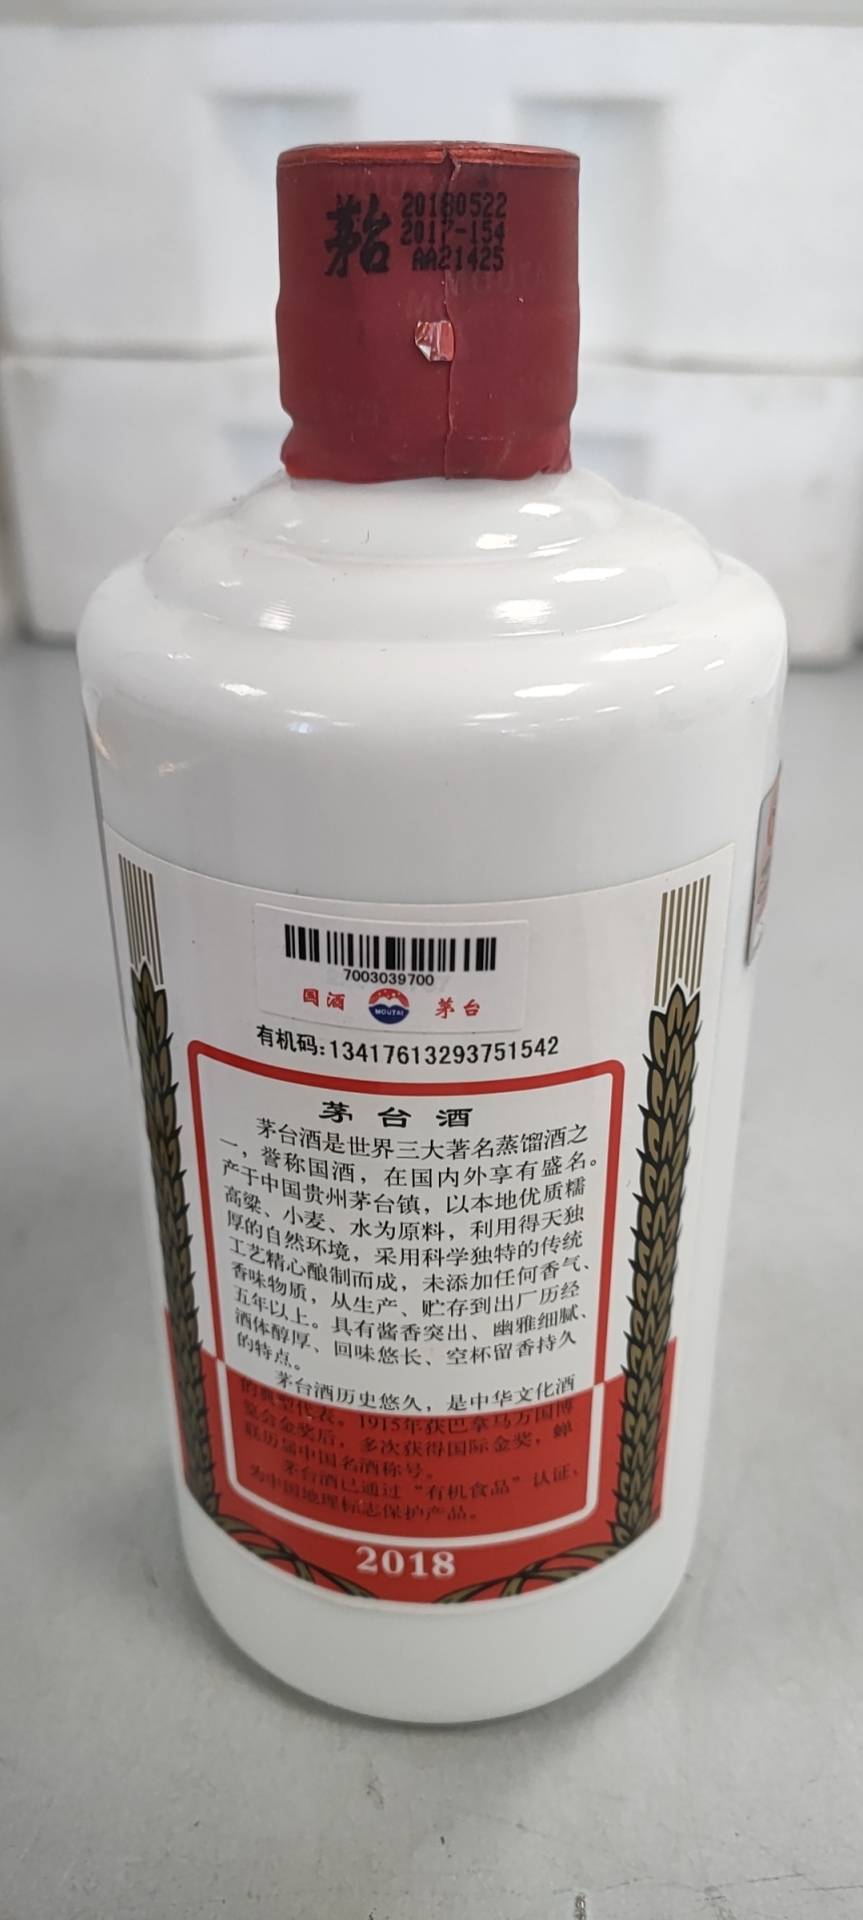 茅台
20180522
2017-154
AA21425
7003039700
国酒 MOUTAI 茅台
有机码:13417613293751542
茅台酒
茅台酒是世界三大著名蒸馏酒之
一，誉称国酒，在国内外享有盛名。
产于中国贵州茅台镇，以本地优质糯
高粱、小麦、水为原料，利用得天独
厚的自然环境，采用科学独特的传统
工艺精心酿制而成，未添加任何香气、
香味物质，从生产、贮存到出厂历经
五年以上。具有酱香突出、幽雅细腻、
酒体醇厚、回味悠长、空杯留香持久
的特点。
茅台酒历史悠久，是中华文化酒
的典型代表。1915年获巴拿马万国博
览会金奖后，多次获得国际金奖，蝉
联历届中国名酒称号。
茅台酒已通过“有机食品”认证，
为中国地理标志保护产品。
2018